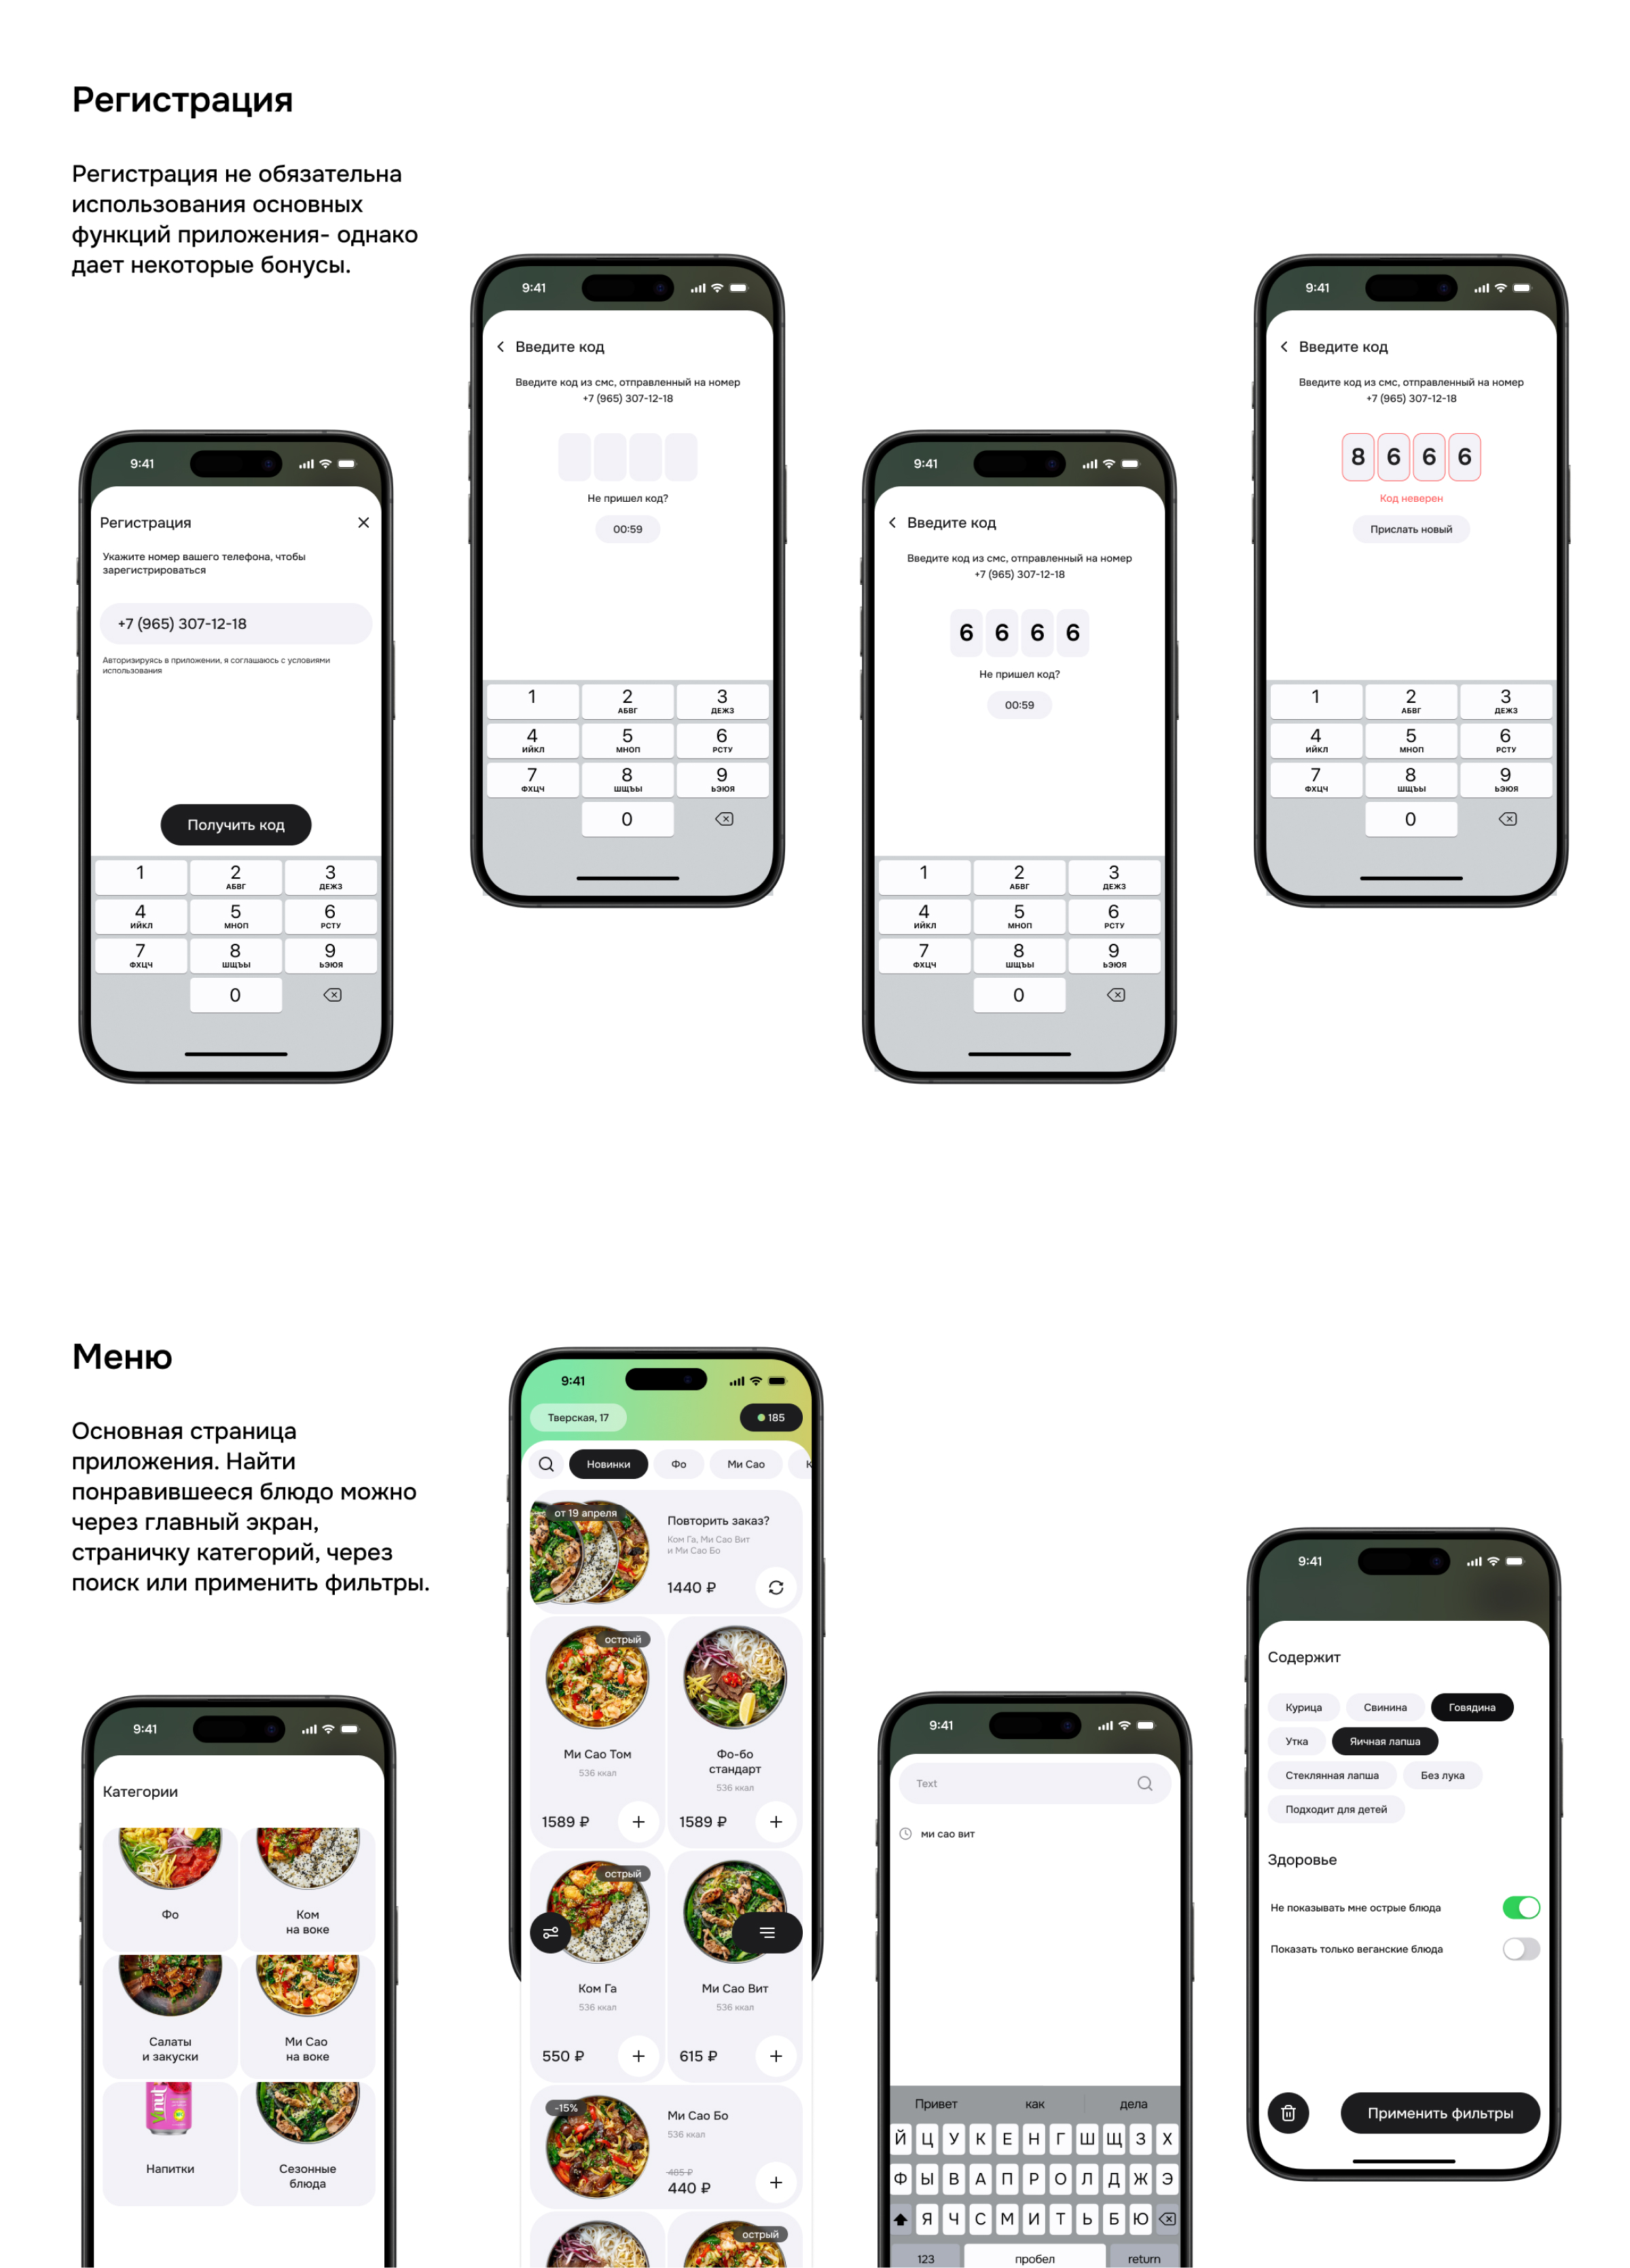 Регистрация
Регистрация не обязательна
использования основных
функций приложения- однако
дает некоторые бонусы.
9:41
Регистрация
Укажите номер вашего телефона, чтобы
зарегистрироваться
+7 (965) 307-12-18
Авторизируясь в приложении, я соглашаюсь с условиями
использования
Получить код
1 2 3
АБВГ ДЕЖЗ
4 5 6
ИЙКЛ МНОП РСТУ
7 8 9
ФХЦЧ ШЩЪЫ ЬЭЮЯ
0
9:41
Введите код
Введите код из смс, отправленный на номер
+7 (965) 307-12-18
Не пришел код?
00:59
1 2 3
АБВГ ДЕЖЗ
4 5 6
ИЙКЛ МНОП РСТУ
7 8 9
ФХЦЧ ШЩЪЫ ЬЭЮЯ
0
9:41
Введите код
Введите код из смс, отправленный на номер
+7 (965) 307-12-18
6 6 6 6
Не пришел код?
00:59
1 2 3
АБВГ ДЕЖЗ
4 5 6
ИЙКЛ МНОП РСТУ
7 8 9
ФХЦЧ ШЩЪЫ ЬЭЮЯ
0
9:41
Введите код
Введите код из смс, отправленный на номер
+7 (965) 307-12-18
8 6 6 6
Код неверен
Прислать новый
1 2 3
АБВГ ДЕЖЗ
4 5 6
ИЙКЛ МНОП РСТУ
7 8 9
ФХЦЧ ШЩЪЫ ЬЭЮЯ
0
Меню
Основная страница
приложения. Найти
понравившееся блюдо можно
через главный экран,
страничку категорий, через
поиск или применить фильтры.
9:41
Категории
Фо
Ком
на воке
Салаты
и закуски
Ми Сао
на воке
Vinut
Напитки
Сезонные
блюда
9:41
Тверская, 17 185
Новинки Фо Ми Сао К
от 19 апреля
Повторить заказ?
Ком Га, Ми Сао Вит
и Ми Сао Бо
1440 ₽
острый
Ми Сао Том
536 ккал
1589 ₽ +
Фо-бо
стандарт
536 ккал
1589 ₽ +
острый
Ком Га
536 ккал
550 ₽ +
Ми Сао Вит
536 ккал
615 ₽ +
-15%
Ми Сао Бо
536 ккал
485 ₽
440 ₽ +
острый
9:41
Text
ми сао вит
Привет как дела
Й Ц У К Е Н Г Ш Щ З Х
Ф Ы В А П Р О Л Д Ж Э
Я Ч С М И Т Ь Б Ю
123 пробел return
9:41
Содержит
Курица Свинина Говядина
Утка Яичная лапша
Стеклянная лапша Без лука
Подходит для детей
Здоровье
Не показывать мне острые блюда
Показать только веганские блюда
Применить фильтры